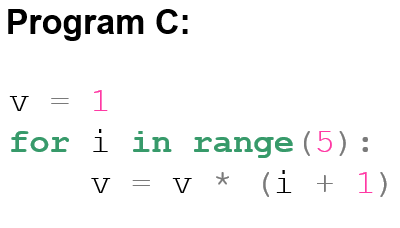 Program C:
v = 1
for i in range(5):
    v = v * (i + 1)